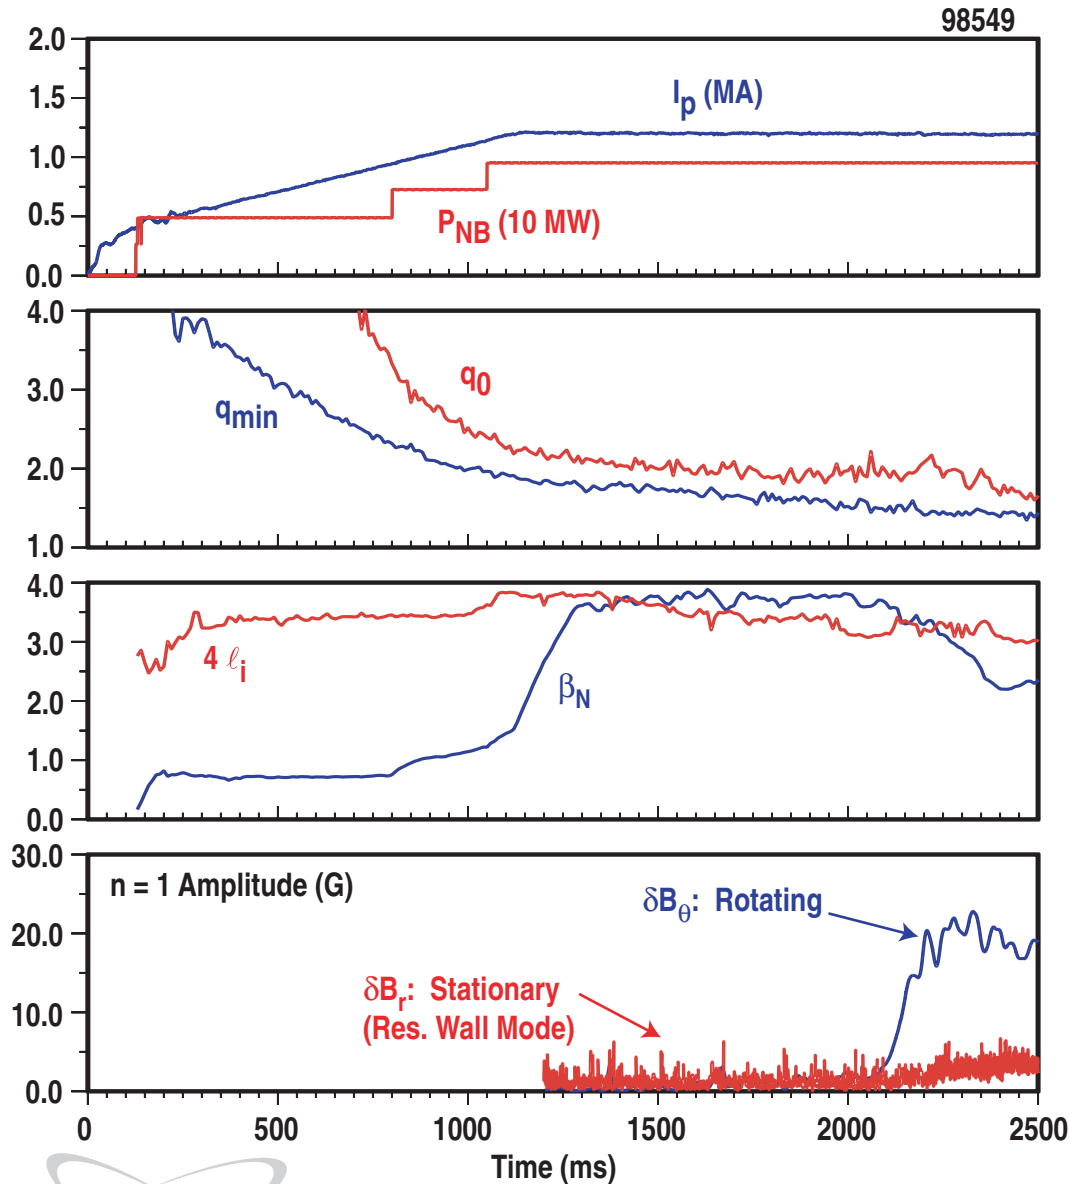 98549
2.0
1.5
1.0
0.5
0.0
Ip (MA)
PNB (10 MW)
4.0
3.0
2.0
1.0
q0
qmin
4.0
3.0
2.0
1.0
0.0
4 ℓi
βN
30.0
20.0
10.0
0.0
n = 1 Amplitude (G)
δBθ: Rotating
δBr: Stationary
(Res. Wall Mode)
0 500 1000 1500 2000 2500
Time (ms)